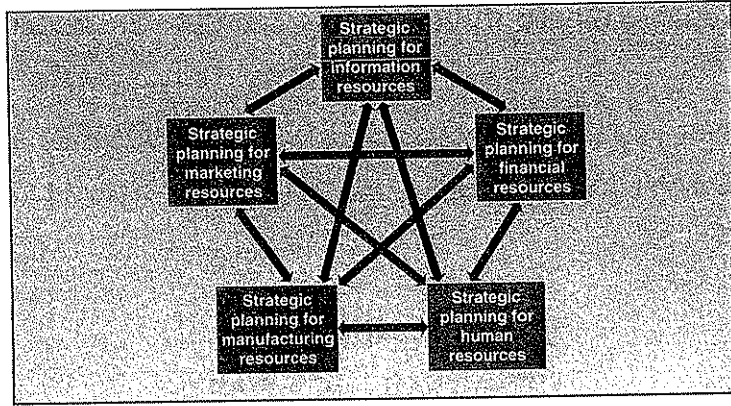 Strategic
planning for
information
resources
Strategic
planning for
marketing
resources
Strategic
planning for
financial
resources
Strategic
planning for
manufacturing
resources
Strategic
planning for
human
resources